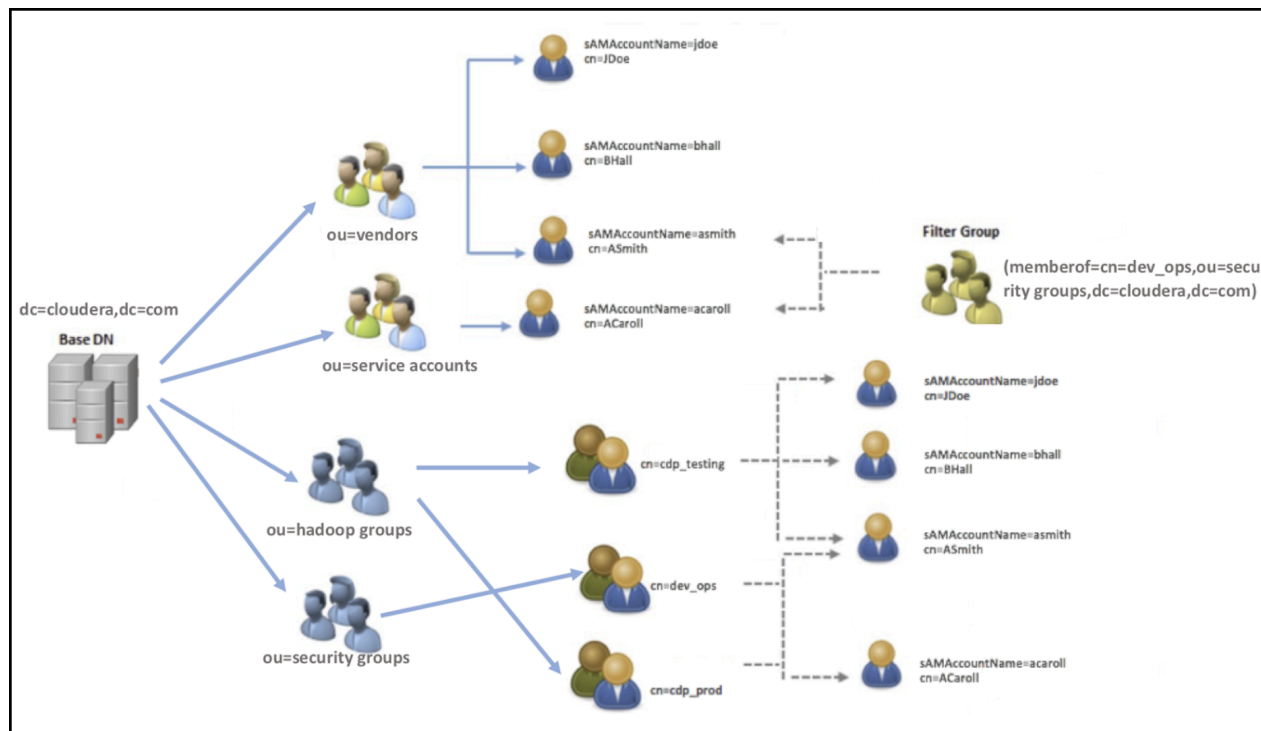 sAMAccountName=jdoe
cn=JDoe
sAMAccountName=bhall
cn=BHall
ou=vendors
sAMAccountName=asmith
cn=ASmith
Filter Group
(memberof=cn=dev_ops,ou=secu
rity groups,dc=cloudera,dc=com)
dc=cloudera,dc=com
Base DN
sAMAccountName=acaroll
cn=ACaroll
ou=service accounts
sAMAccountName=jdoe
cn=JDoe
cn=cdp_testing
sAMAccountName=bhall
cn=BHall
ou=hadoop groups
sAMAccountName=asmith
cn=ASmith
cn=dev_ops
ou=security groups
sAMAccountName=acaroll
cn=ACaroll
cn=cdp_prod